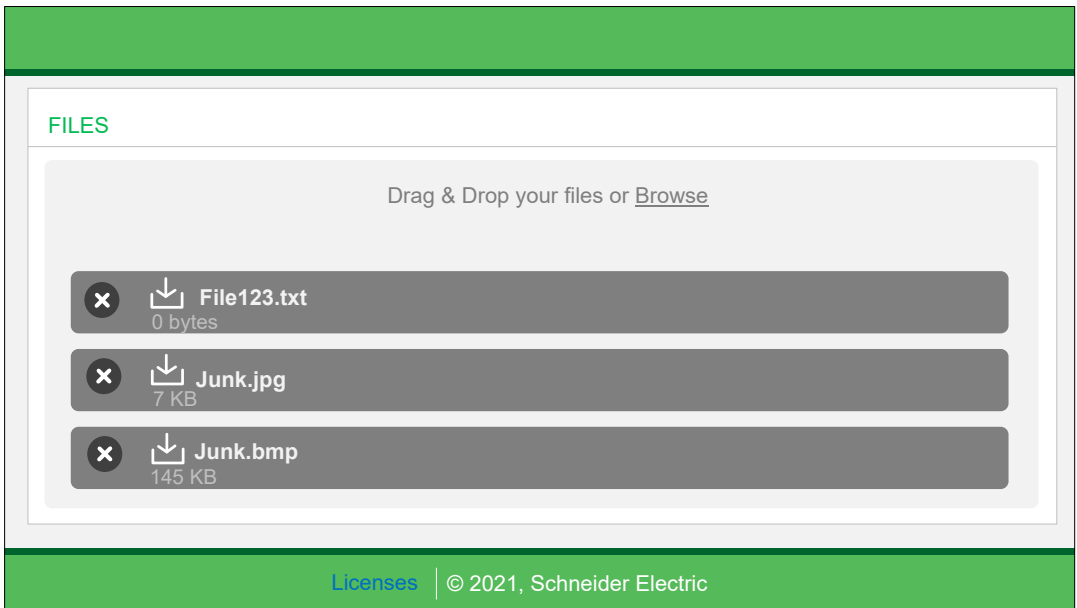 FILES
Drag & Drop your files or Browse
File123.txt
0 bytes
Junk.jpg
7 KB
Junk.bmp
145 KB
Licenses © 2021, Schneider Electric